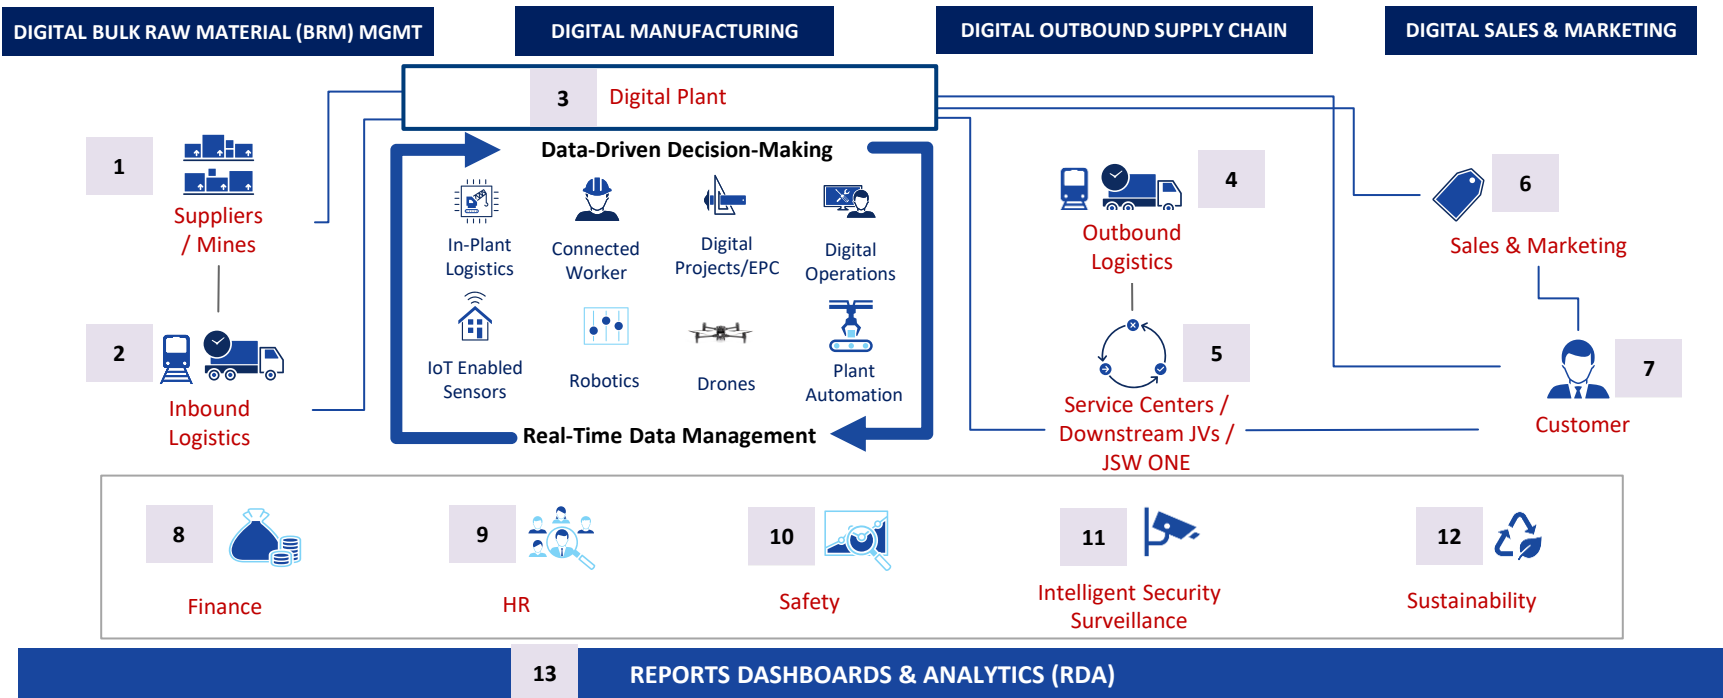 DIGITAL BULK RAW MATERIAL (BRM) MGMT
DIGITAL MANUFACTURING
DIGITAL OUTBOUND SUPPLY CHAIN
DIGITAL SALES & MARKETING
3
Digital Plant
1
Suppliers
/ Mines
2
Inbound
Logistics
Data-Driven Decision-Making
In-Plant
Logistics
Connected
Worker
Digital
Projects/EPC
Digital
Operations
IoT Enabled
Sensors
Robotics
Drones
Plant
Automation
Real-Time Data Management
4
Outbound
Logistics
5
Service Centers /
Downstream JVs /
JSW ONE
6
Sales & Marketing
7
Customer
8
Finance
9
HR
10
Safety
11
Intelligent Security
Surveillance
12
Sustainability
13
REPORTS DASHBOARDS & ANALYTICS (RDA)